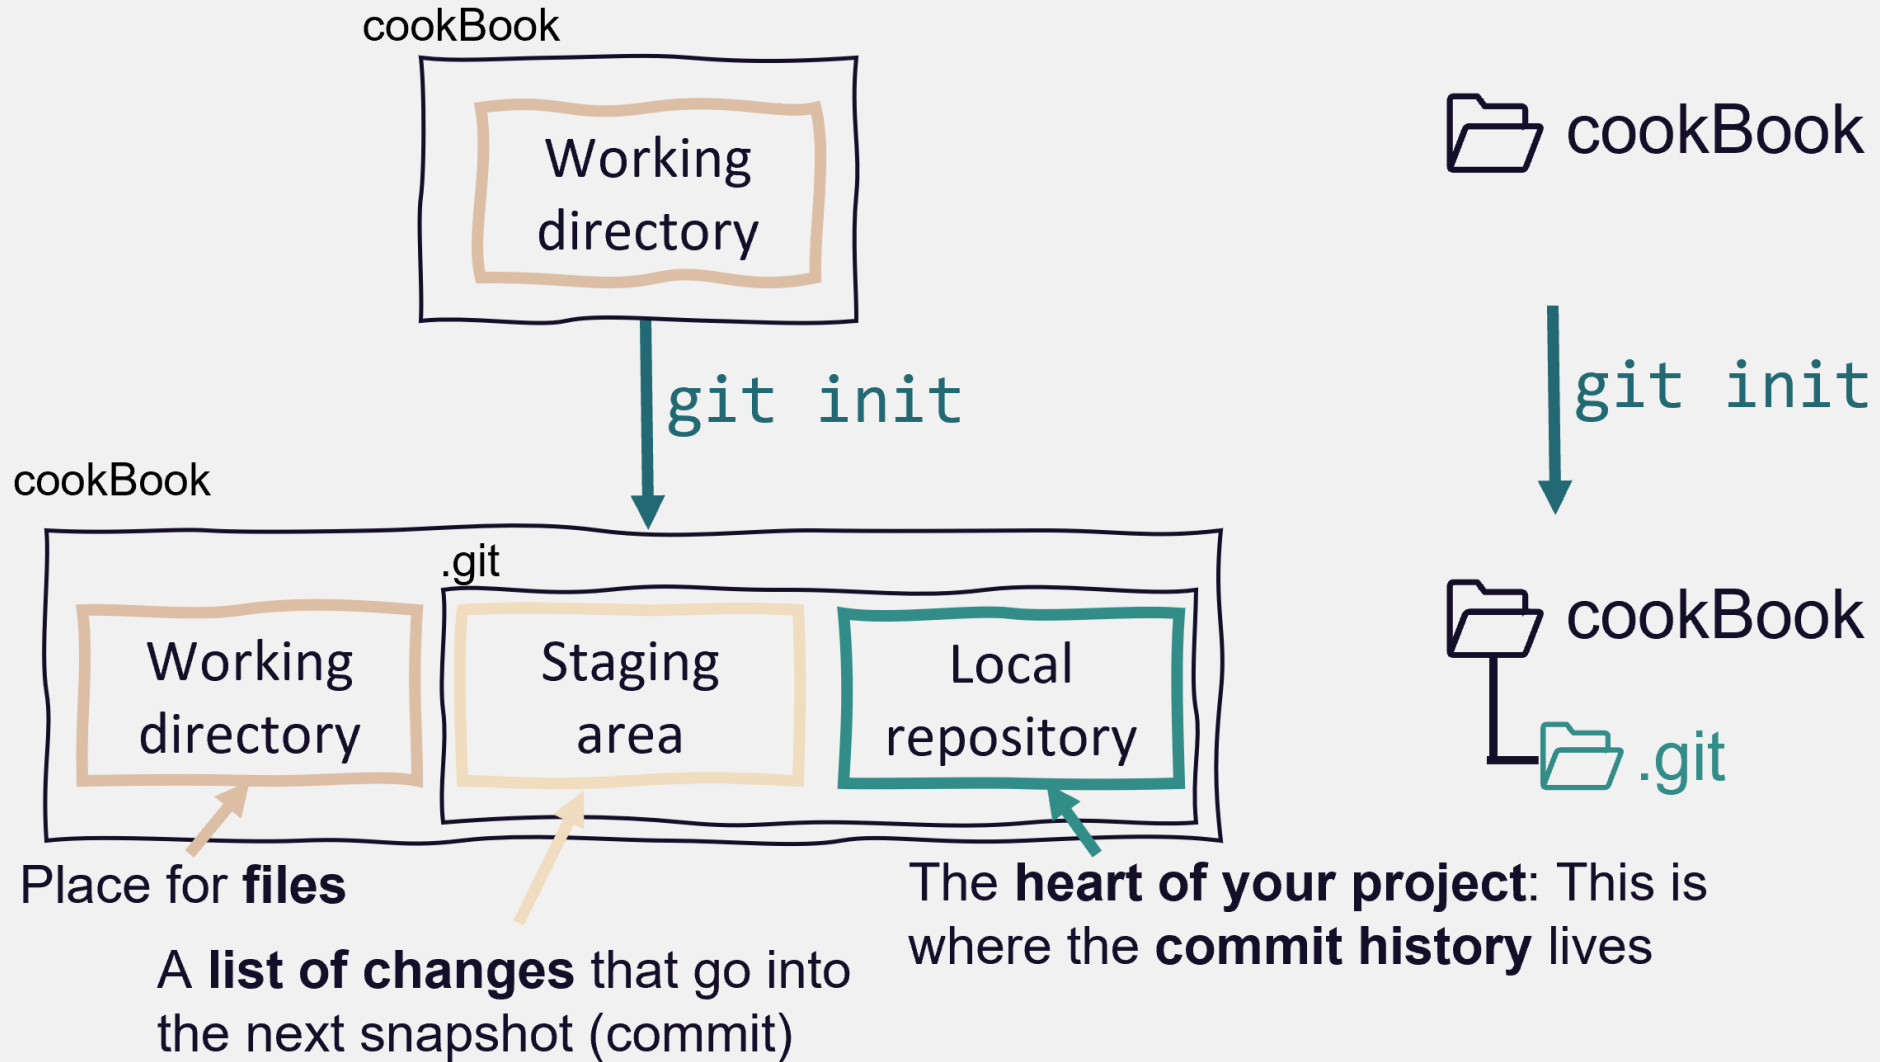 cookBook
Working
directory
git init
cookBook
.git
Working
directory
Staging
area
Local
repository
Place for files
A list of changes that go into
the next snapshot (commit)
The heart of your project: This is
where the commit history lives
cookBook
git init
cookBook
.git